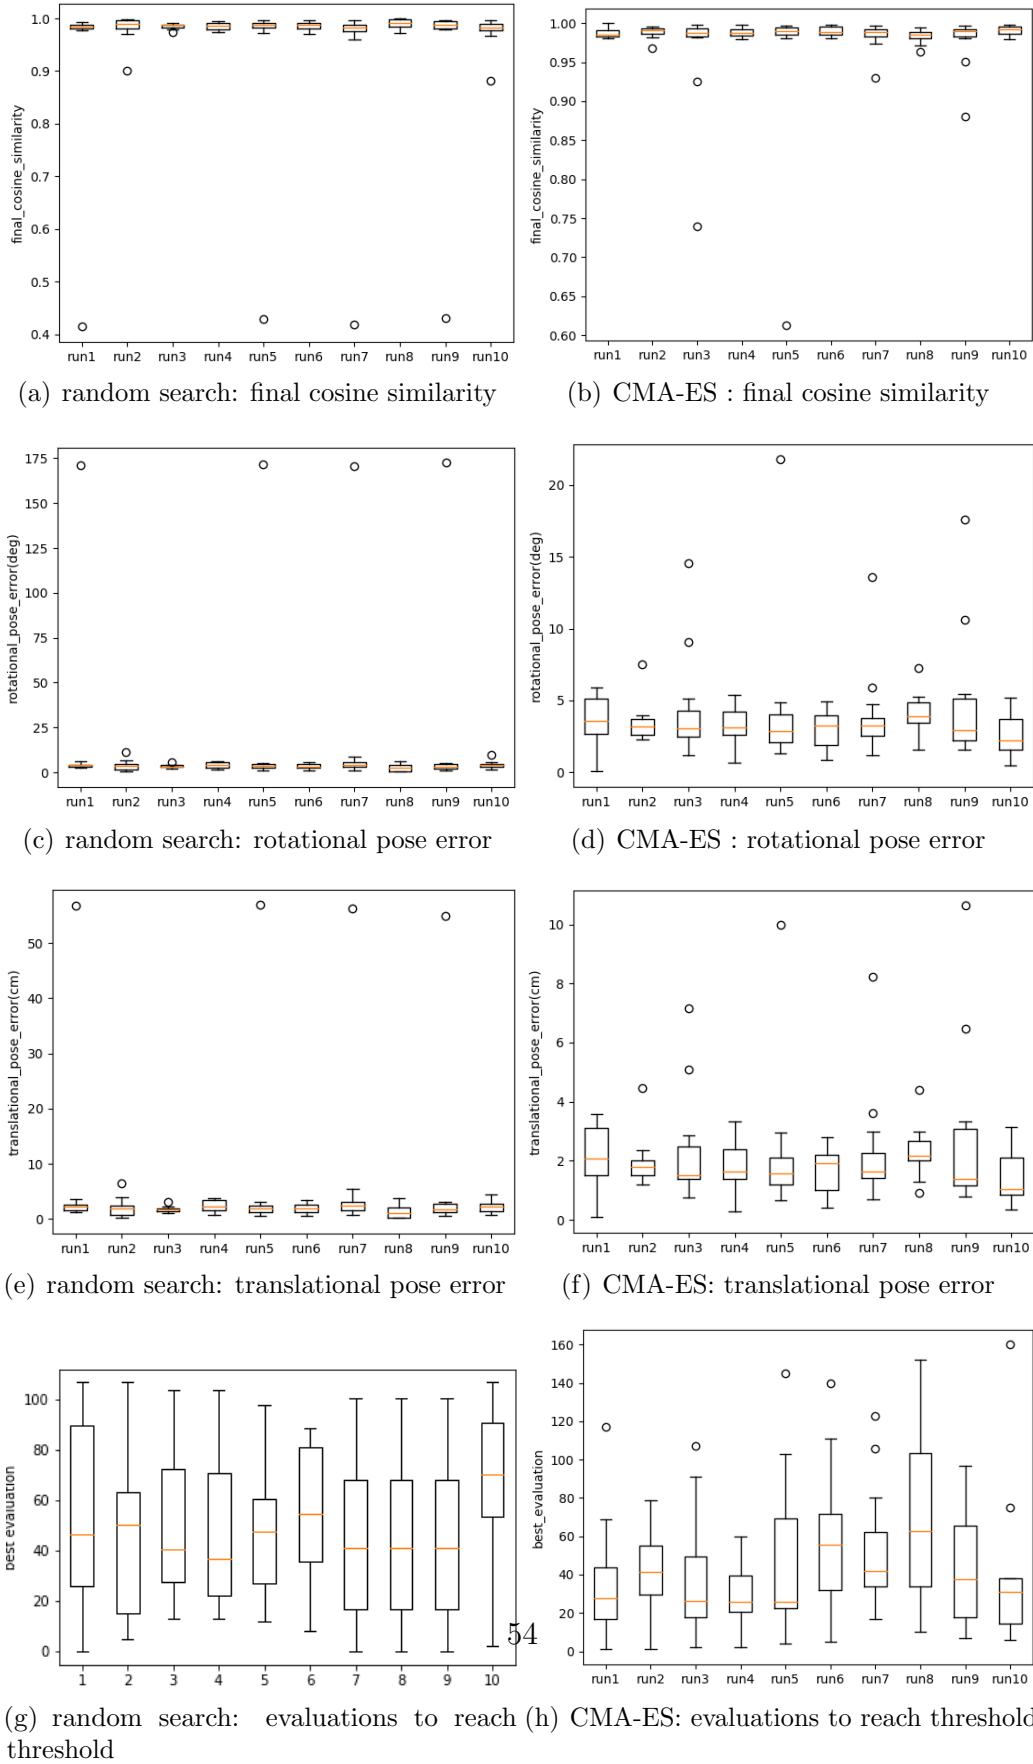 1.0
0.9
0.8
0.7
0.6
0.5
0.4
final_cosine_similarity
run1 run2 run3 run4 run5 run6 run7 run8 run9 run10
(a) random search: final cosine similarity
1.00
0.95
0.90
0.85
0.80
0.75
0.70
0.65
0.60
final_cosine_similarity
run1 run2 run3 run4 run5 run6 run7 run8 run9 run10
(b) CMA-ES : final cosine similarity
175
150
125
100
75
50
25
0
rotational_pose_error(deg)
run1 run2 run3 run4 run5 run6 run7 run8 run9 run10
(c) random search: rotational pose error
20
15
10
5
0
rotational_pose_error(deg)
run1 run2 run3 run4 run5 run6 run7 run8 run9 run10
(d) CMA-ES : rotational pose error
50
40
30
20
10
0
translational_pose_error(cm)
run1 run2 run3 run4 run5 run6 run7 run8 run9 run10
(e) random search: translational pose error
10
8
6
4
2
0
translational_pose_error(cm)
run1 run2 run3 run4 run5 run6 run7 run8 run9 run10
(f) CMA-ES: translational pose error
100
80
60
40
20
0
best evaluation
1 2 3 4 5 6 7 8 9 10
(g) random search: evaluations to reach
threshold
160
140
120
100
80
60
40
20
0
best_evaluation
run1 run2 run3 run4 run5 run6 run7 run8 run9 run10
(h) CMA-ES: evaluations to reach threshold
54